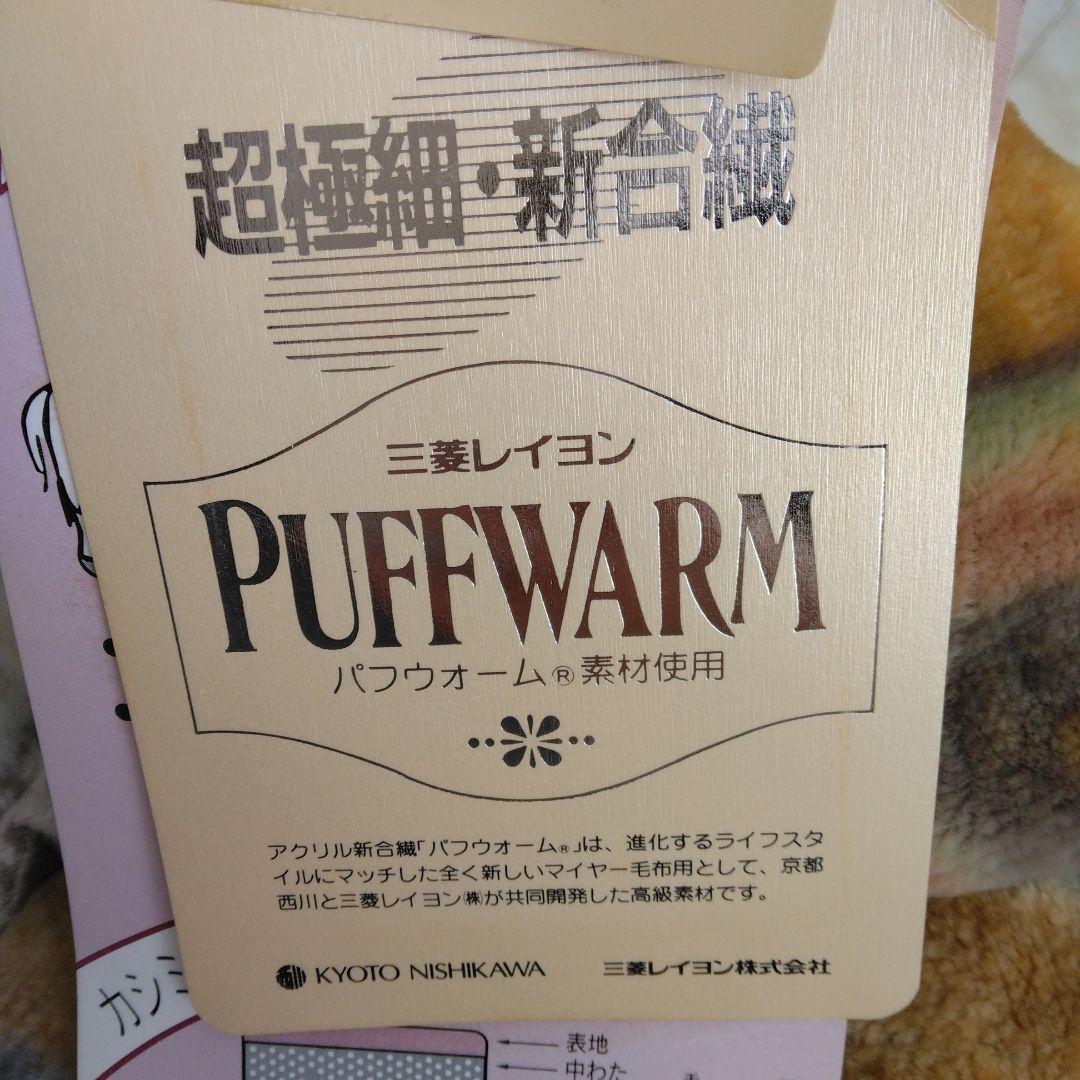 超極細・新合繊
三菱レイヨン
PUFFWARM
パフウォーム®素材使用
アクリル新合繊「パフウォーム®」は、進化するライフスタ
イルにマッチした全く新しいマイヤー毛布用として、京都
西川と三菱レイヨン㈱が共同開発した高級素材です。
KYOTO NISHIKAWA 三菱レイヨン株式会社
カシミ
表地
中わた